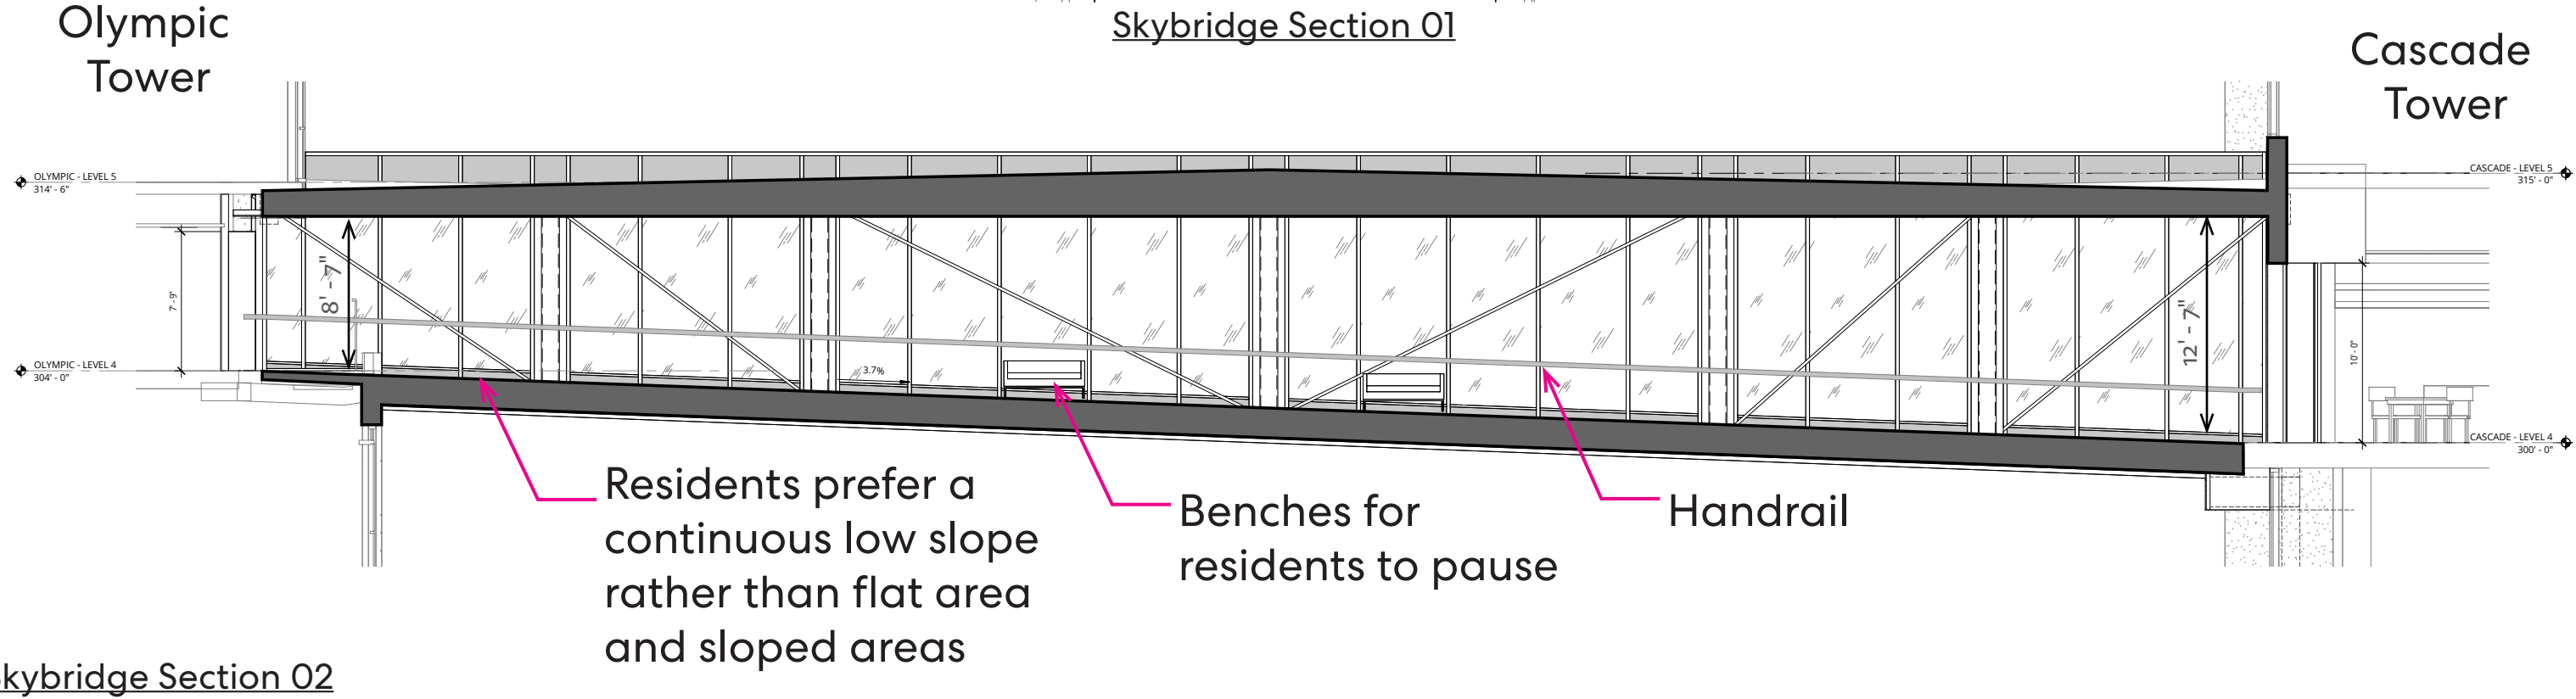 Skybridge Section 01
Olympic
Tower
Cascade
Tower
OLYMPIC - LEVEL 5
314' - 6"
CASCADE - LEVEL 5
315' - 0"
8' - 7"
7' - 9"
12' - 7"
10' - 0"
3.7%
OLYMPIC - LEVEL 4
304' - 0"
CASCADE - LEVEL 4
300' - 0"
Residents prefer a
continuous low slope
rather than flat area
and sloped areas
Benches for
residents to pause
Handrail
kybridge Section 02